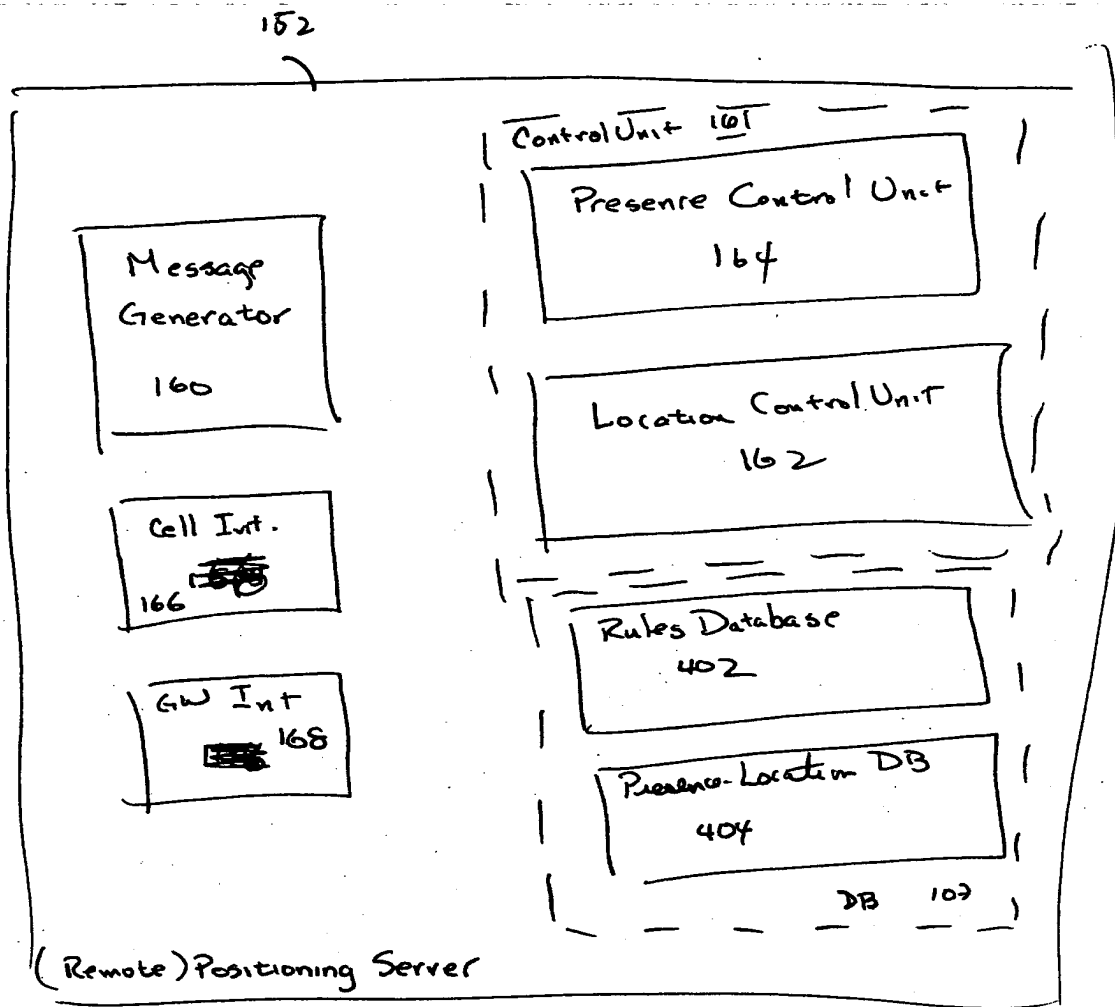 152
Control Unit 161
Presence Control Unit
164
Message
Generator
160
Location Control Unit
162
Cell Int.
166
GW Int
168
Rules Database
402
Presence-Location DB
404
DB 107
(Remote) Positioning Server